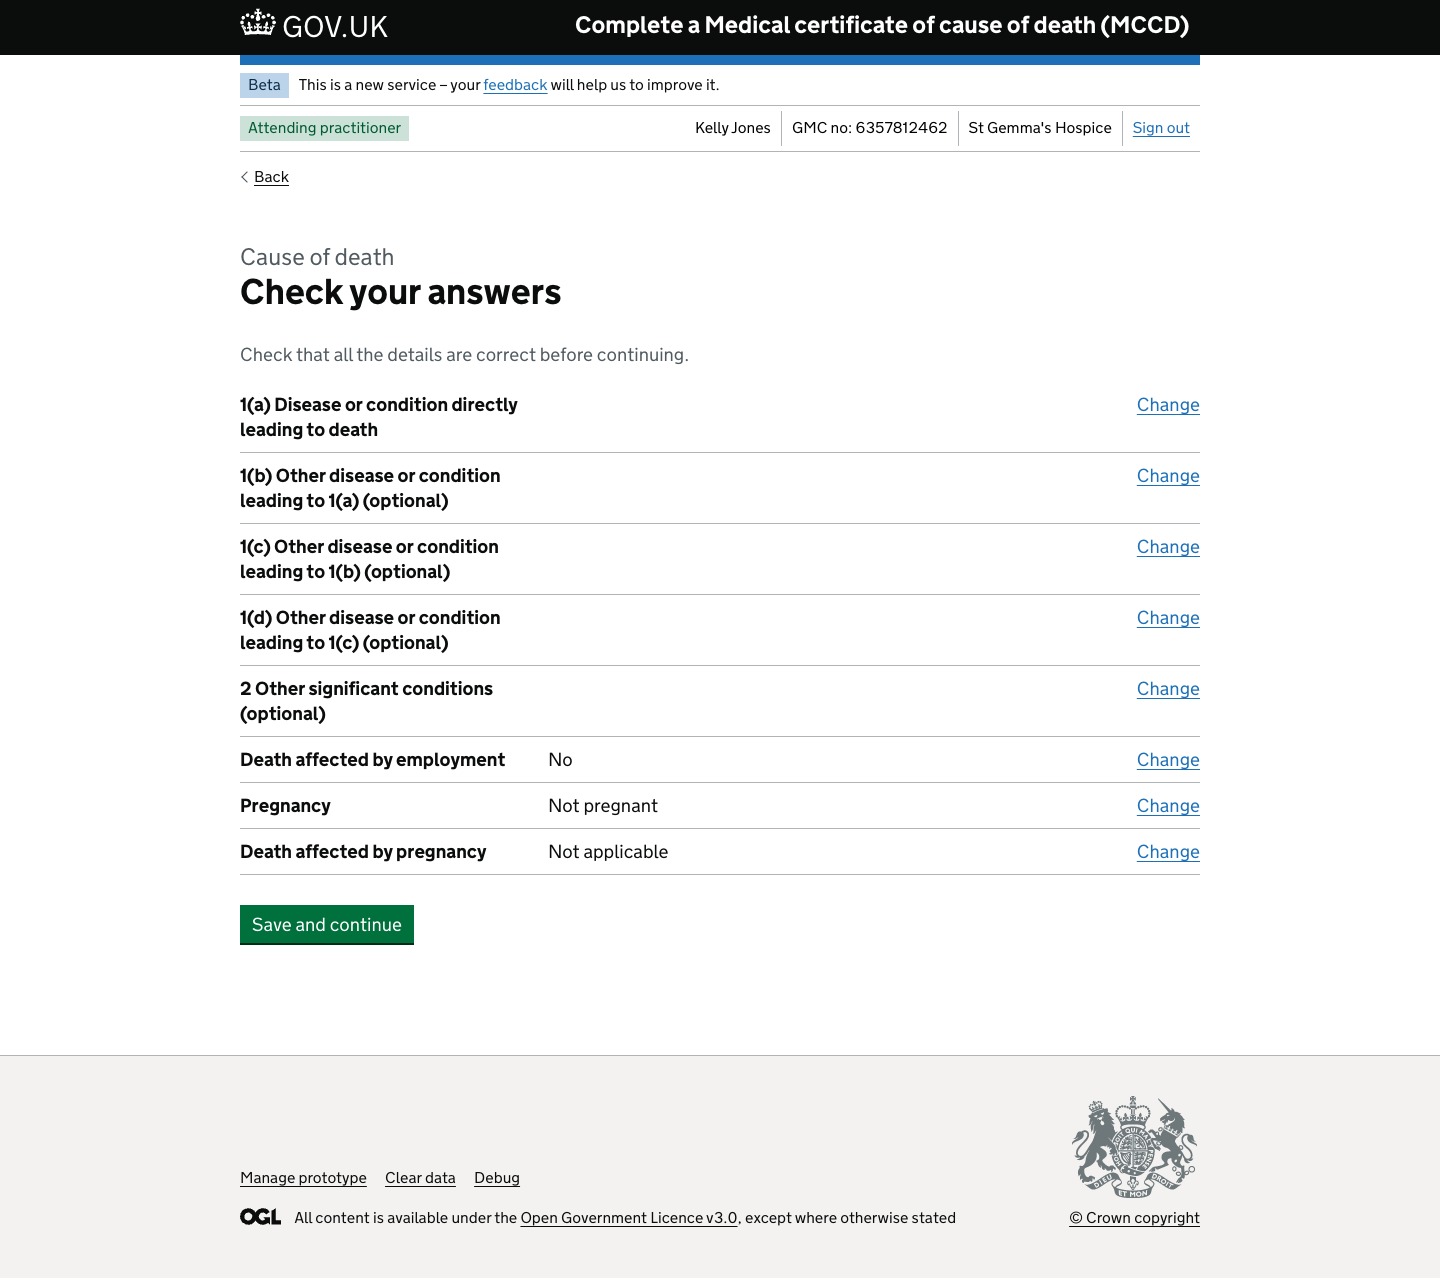 GOV.UK
Complete a Medical certificate of cause of death (MCCD)
Beta This is a new service – your feedback will help us to improve it.
Attending practitioner Kelly Jones GMC no: 6357812462 St Gemma's Hospice Sign out
Back
Cause of death
Check your answers
Check that all the details are correct before continuing.
1(a) Disease or condition directly Change
leading to death
1(b) Other disease or condition Change
leading to 1(a) (optional)
1(c) Other disease or condition Change
leading to 1(b) (optional)
1(d) Other disease or condition Change
leading to 1(c) (optional)
2 Other significant conditions Change
(optional)
Death affected by employment No Change
Pregnancy Not pregnant Change
Death affected by pregnancy Not applicable Change
Save and continue
Manage prototype Clear data Debug
OGL All content is available under the Open Government Licence v3.0, except where otherwise stated
DIEU ET MON DROIT
© Crown copyright